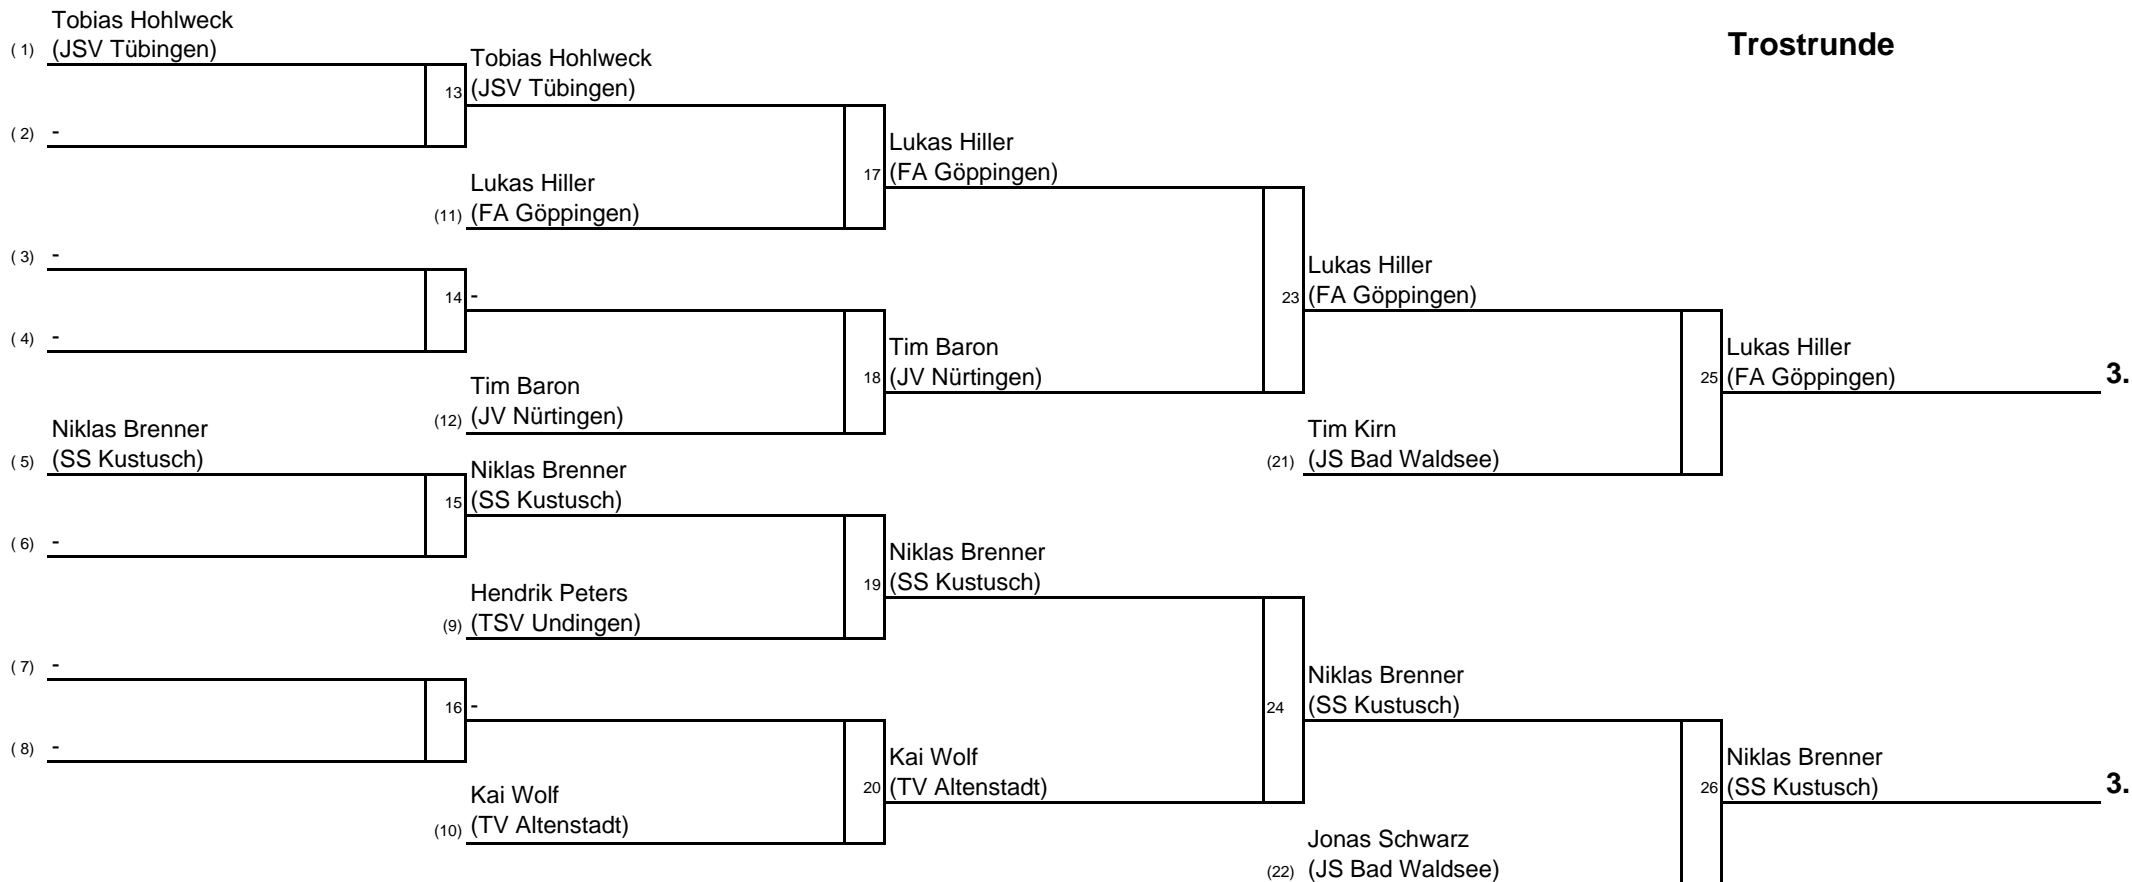 Trostrunde
Tobias Hohlweck
( 1) (JSV Tübingen)
( 2) -
( 3) -
( 4) -
Niklas Brenner
( 5) (SS Kustusch)
( 6) -
( 7) -
( 8) -
Tobias Hohlweck
13 (JSV Tübingen)
Lukas Hiller
(11) (FA Göppingen)
14 -
Tim Baron
(12) (JV Nürtingen)
Niklas Brenner
15 (SS Kustusch)
Hendrik Peters
(9) (TSV Undingen)
16 -
Kai Wolf
(10) (TV Altenstadt)
Lukas Hiller
17 (FA Göppingen)
Tim Baron
18 (JV Nürtingen)
Niklas Brenner
19 (SS Kustusch)
Kai Wolf
20 (TV Altenstadt)
Lukas Hiller
23 (FA Göppingen)
Tim Kirn
(21) (JS Bad Waldsee)
Niklas Brenner
24 (SS Kustusch)
Jonas Schwarz
(22) (JS Bad Waldsee)
Lukas Hiller
25 (FA Göppingen) 3.
Niklas Brenner
26 (SS Kustusch) 3.